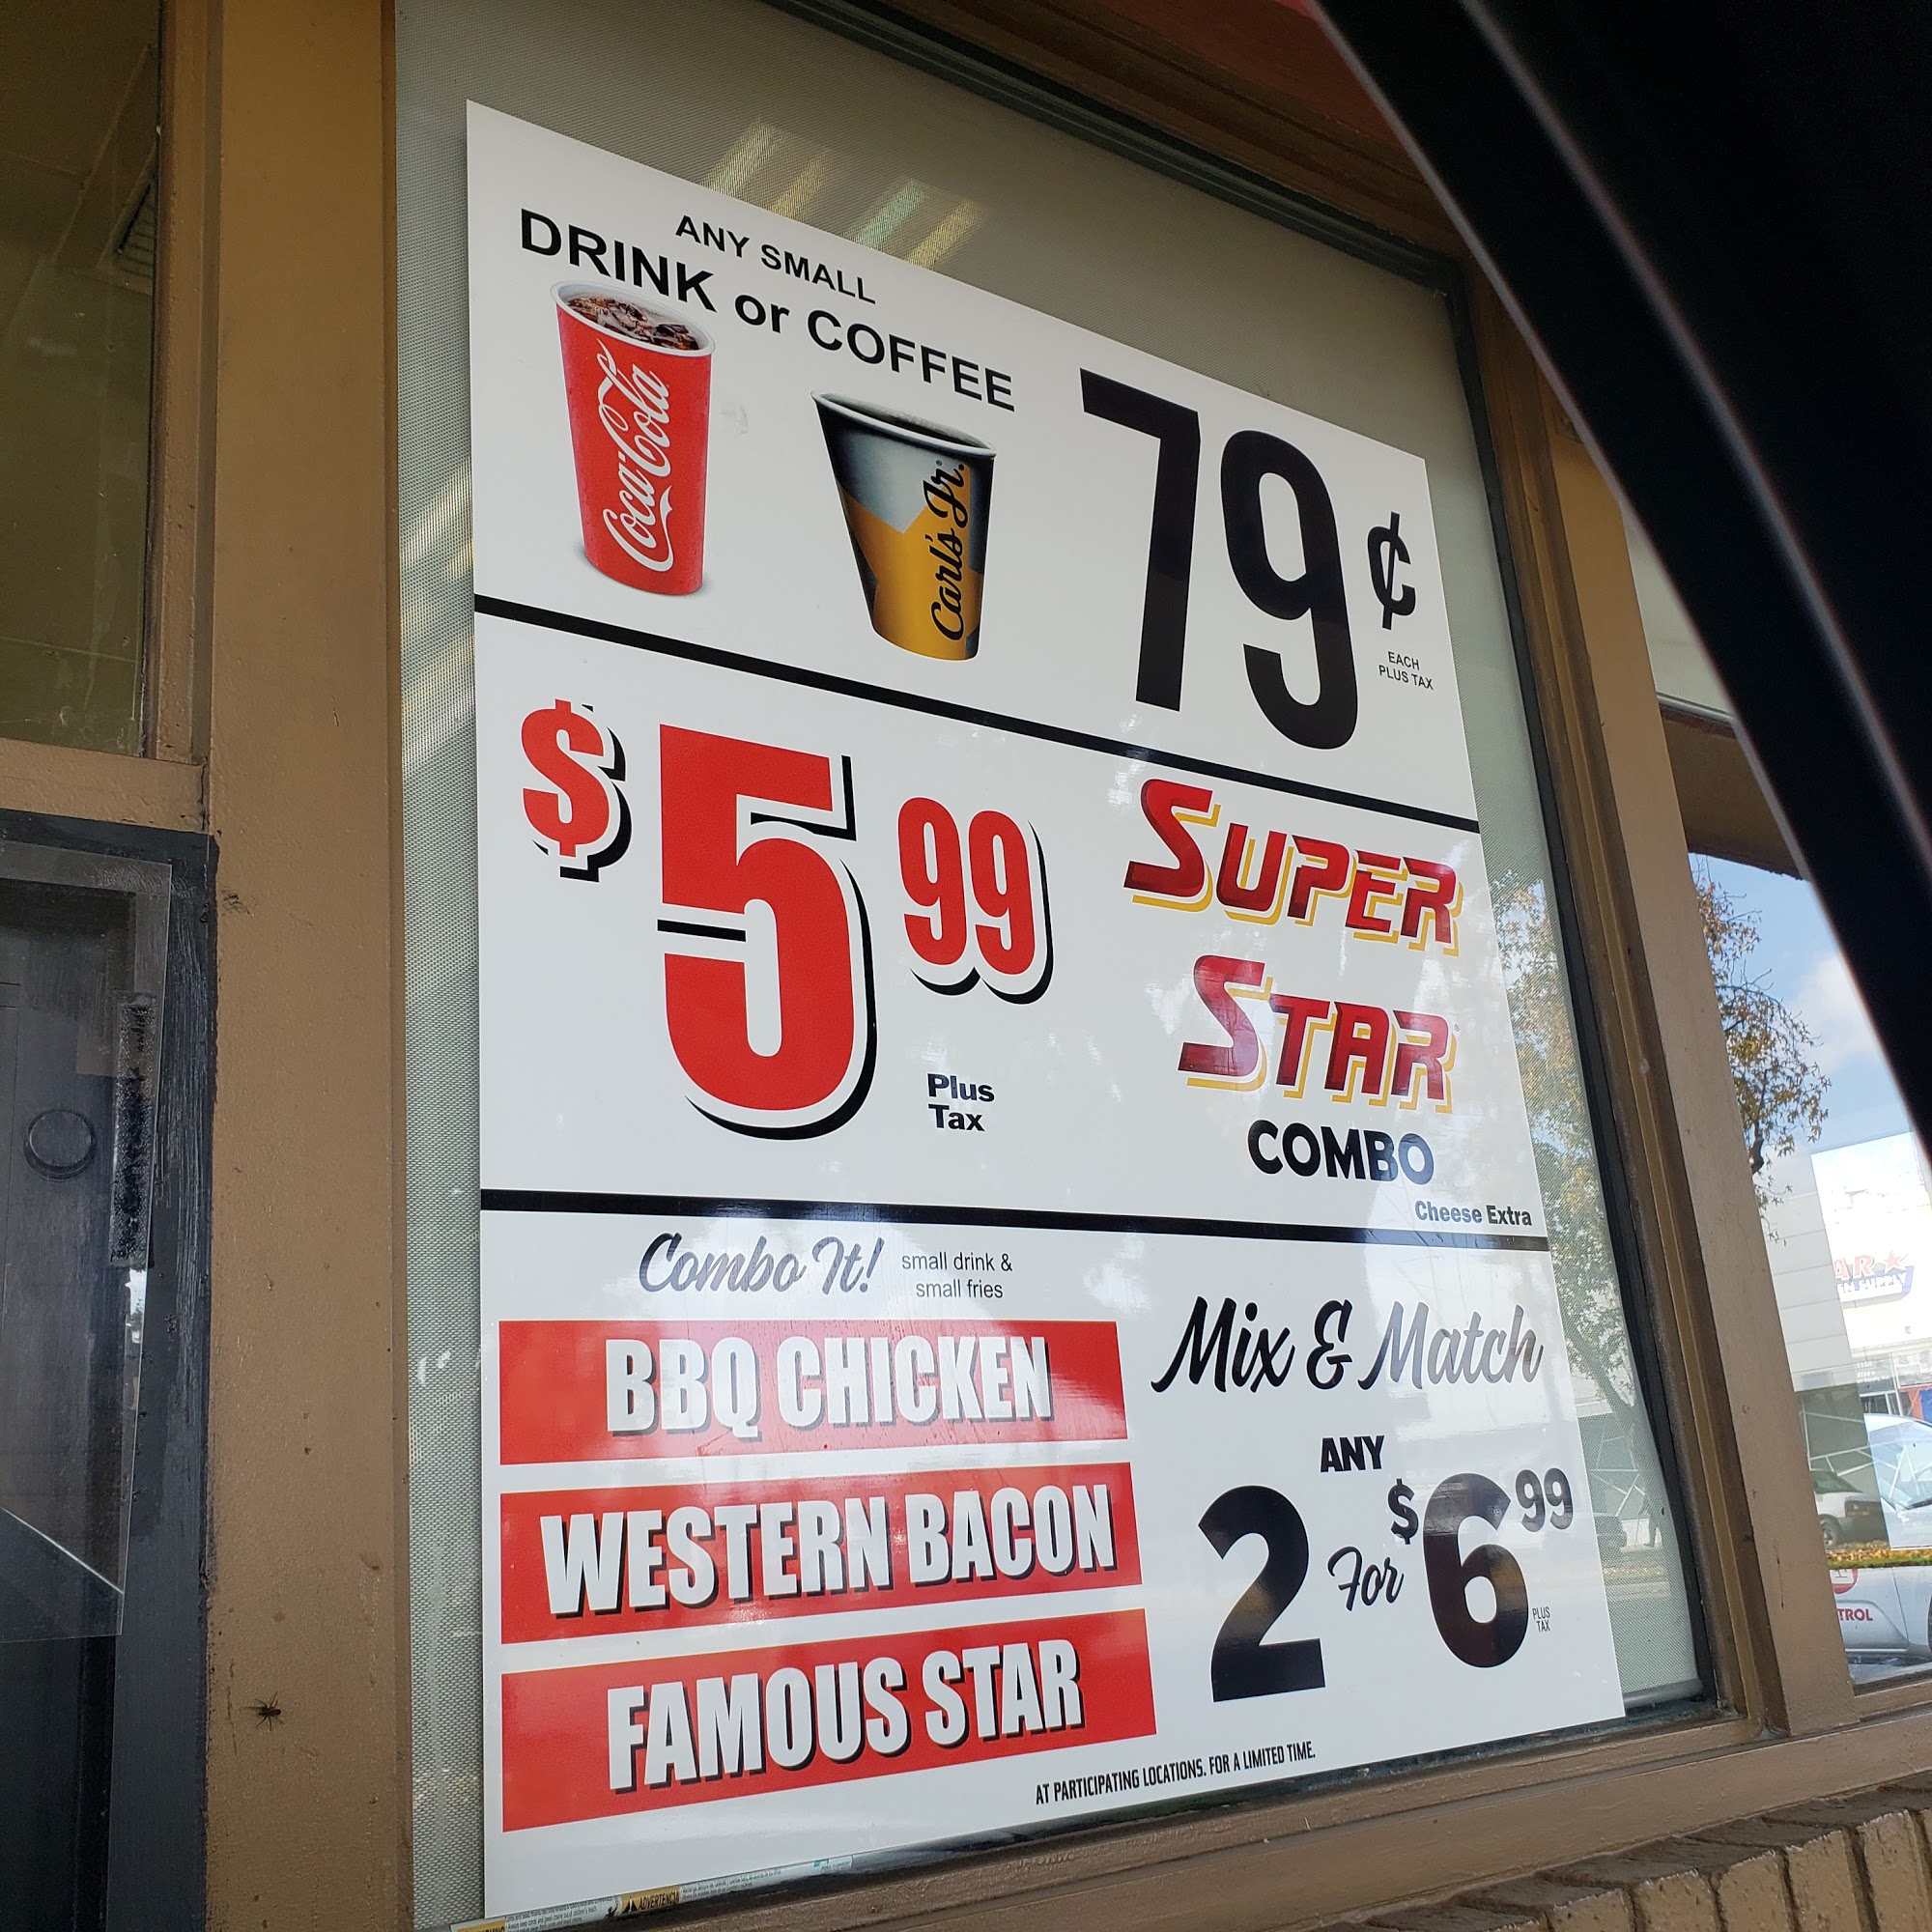 ANY SMALL
DRINK or COFFEE
Coca-Cola
Carl's Jr.®
79¢
EACH
PLUS TAX
$5.99
Plus
Tax
SUPER
STAR®
COMBO
Cheese Extra
Combo It!
small drink &
small fries
BBQ CHICKEN
WESTERN BACON
FAMOUS STAR
Mix & Match
ANY
2 For $6.99
PLUS
TAX
AT PARTICIPATING LOCATIONS. FOR A LIMITED TIME.
ADVERTENCIA